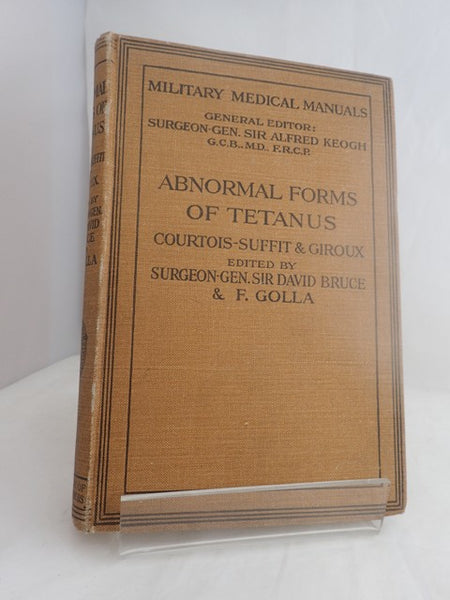 MILITARY MEDICAL MANUALS
GENERAL EDITOR:
SURGEON-GEN. SIR ALFRED KEOGH
G.C.B., M.D., F.R.C.P.
ABNORMAL FORMS
OF TETANUS
COURTOIS-SUFFIT & GIROUX
EDITED BY
SURGEON-GEN. SIR DAVID BRUCE
& F. GOLLA